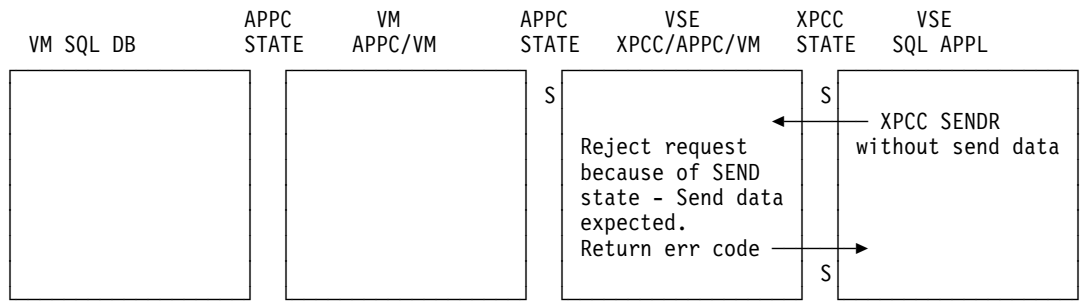 APPC VM APPC VSE XPCC VSE
VM SQL DB STATE APPC/VM STATE XPCC/APPC/VM STATE SQL APPL
S S
XPCC SENDR
Reject request without send data
because of SEND
state - Send data
expected.
Return err code
S